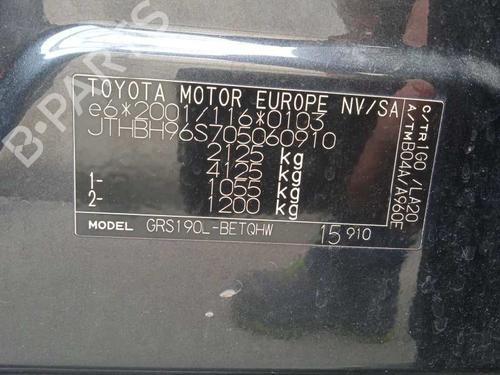 TOYOTA MOTOR EUROPE NV/SA
e6*2001/116*0103
JTHBH96S705060910
2125 kg
4125 kg
1- 1055 kg
2- 1200 kg
MODEL GRS190L-BETQHW 15 910
C/TR 1G0/LA20
A/TM B04A/A960E
B-PARTS